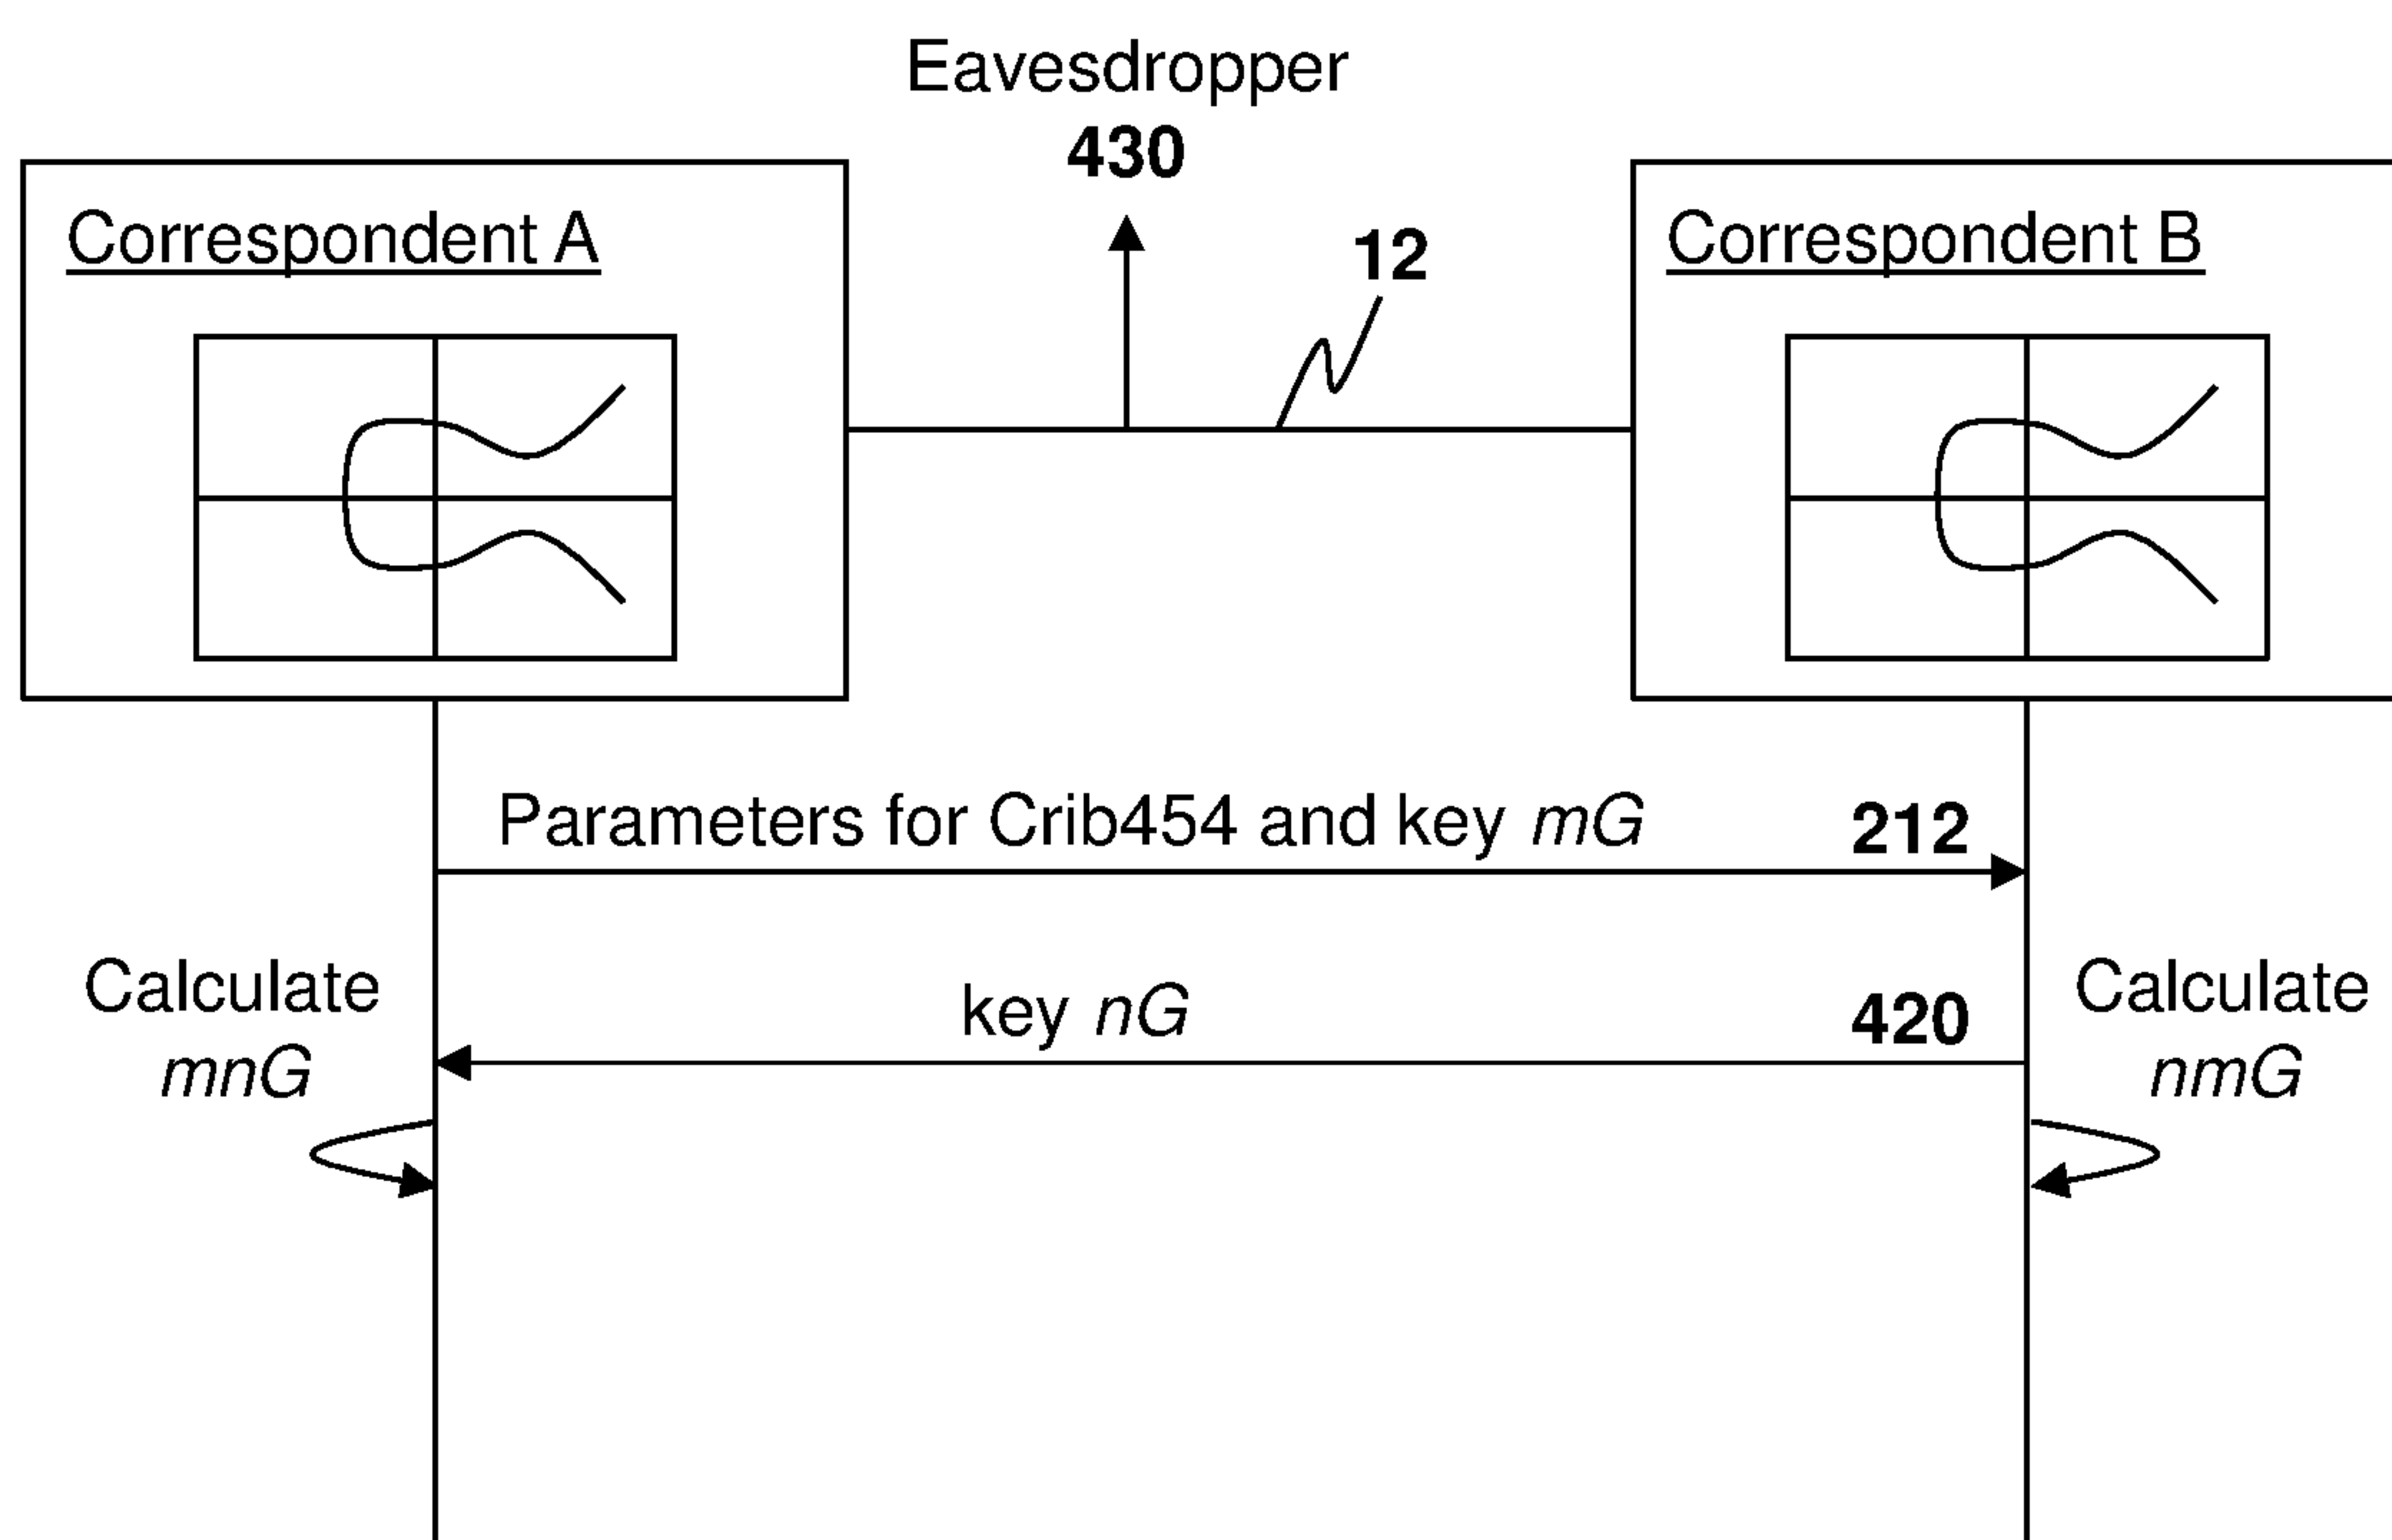 Eavesdropper
430
Correspondent A
12
Correspondent B
Parameters for Crib454 and key mG
212
Calculate
mnG
key nG
420
Calculate
nmG